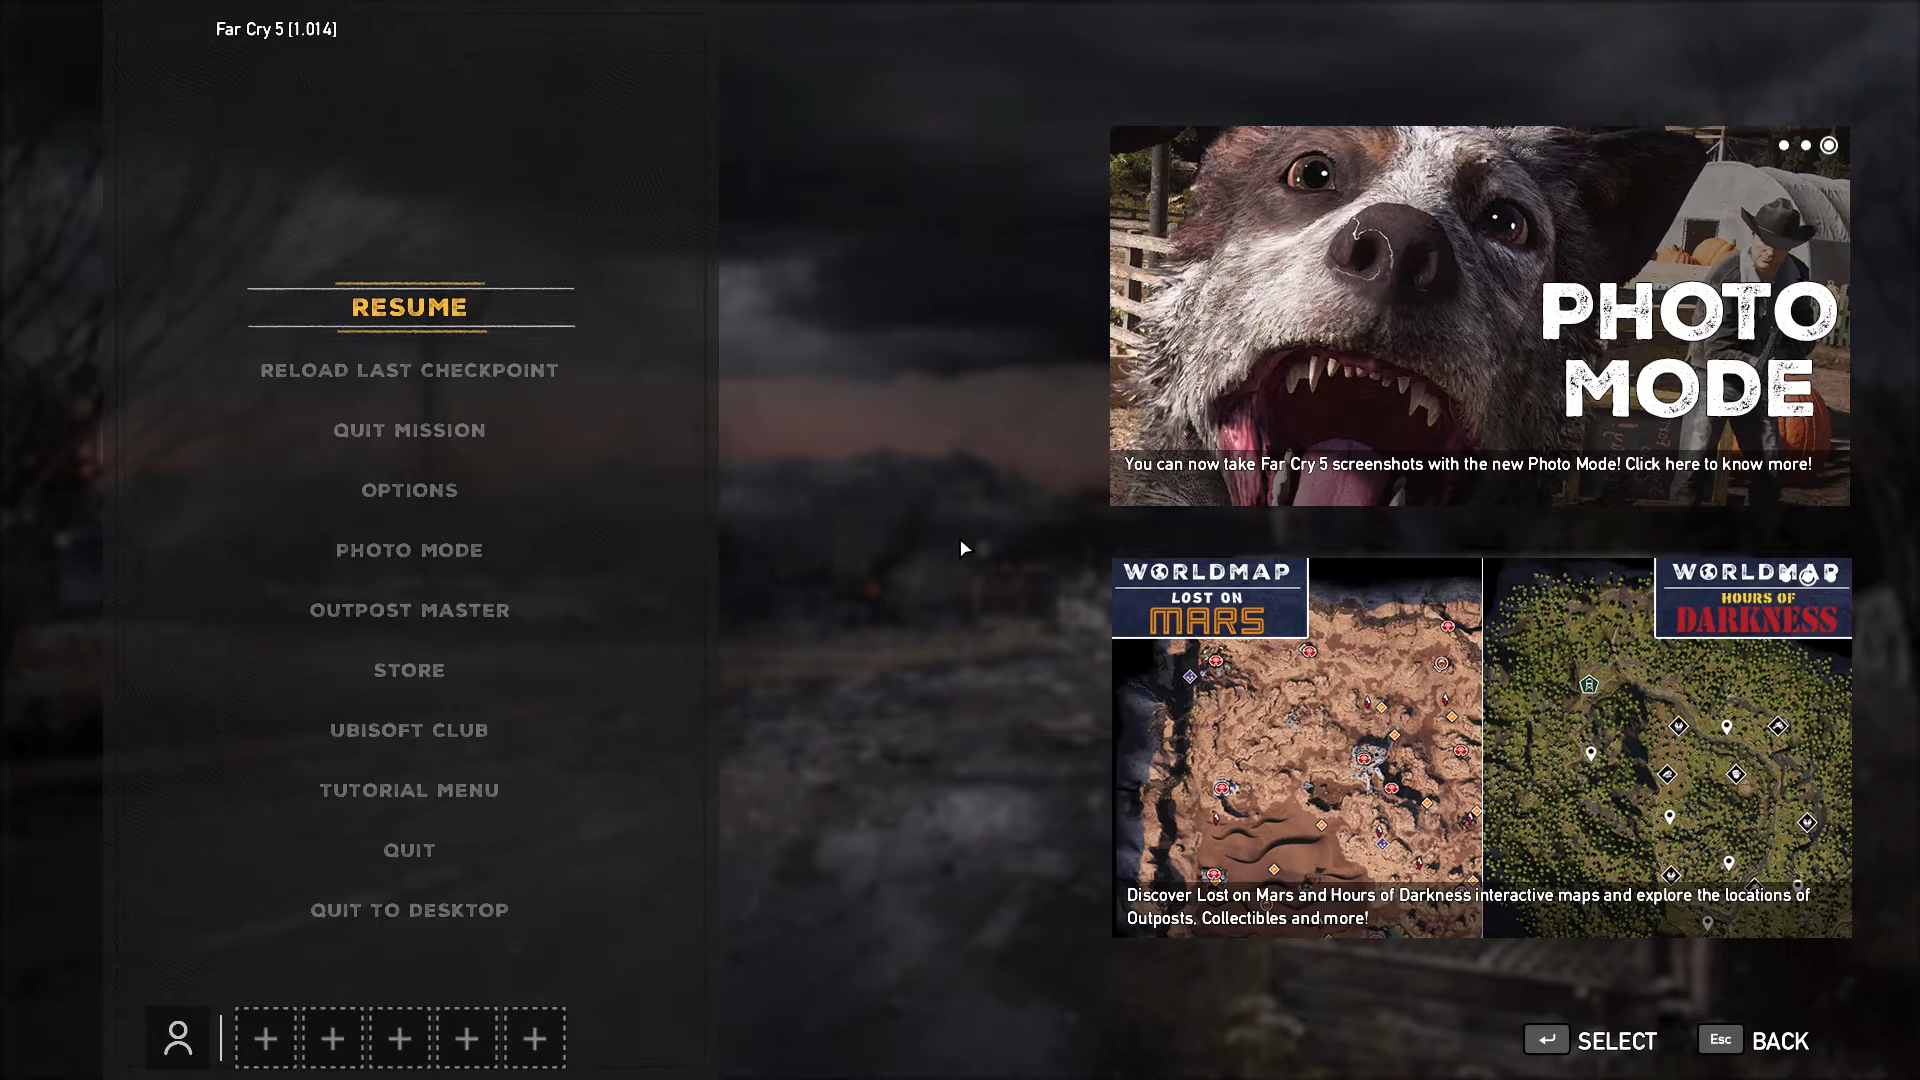 Far Cry 5 [1.014]
RESUME
RELOAD LAST CHECKPOINT
QUIT MISSION
OPTIONS
PHOTO MODE
OUTPOST MASTER
STORE
UBISOFT CLUB
TUTORIAL MENU
QUIT
QUIT TO DESKTOP
PHOTO
MODE
You can now take Far Cry 5 screenshots with the new Photo Mode! Click here to know more!
WORLDMAP
LOST ON
MARS
WORLDMAP
HOURS OF
DARKNESS
Discover Lost on Mars and Hours of Darkness interactive maps and explore the locations of
Outposts, Collectibles and more!
SELECT
Esc BACK